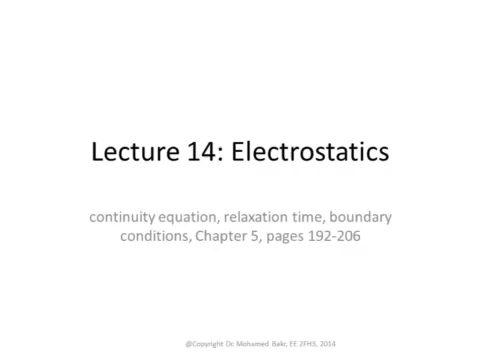 Lecture 14: Electrostatics
continuity equation, relaxation time, boundary
conditions, Chapter 5, pages 192-206
@Copyright Dr. Mohamed Bakr, EE 2FH3, 2014